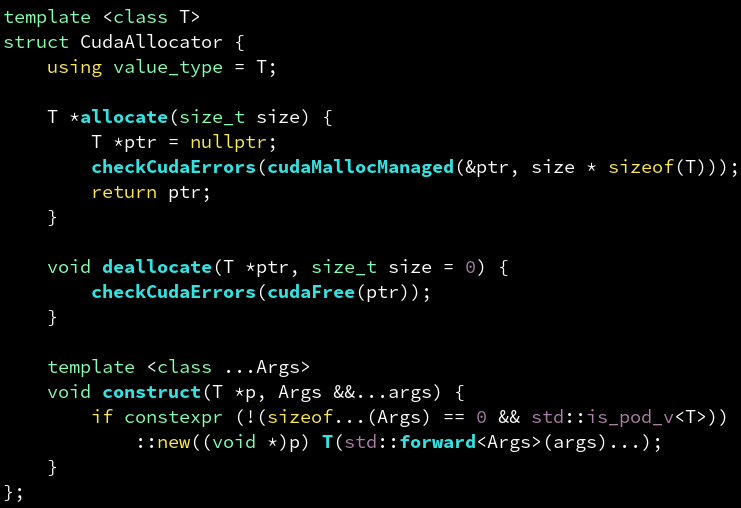 template <class T>
struct CudaAllocator {
    using value_type = T;

    T *allocate(size_t size) {
        T *ptr = nullptr;
        checkCudaErrors(cudaMallocManaged(&ptr, size * sizeof(T)));
        return ptr;
    }

    void deallocate(T *ptr, size_t size = 0) {
        checkCudaErrors(cudaFree(ptr));
    }

    template <class ...Args>
    void construct(T *p, Args &&...args) {
        if constexpr (!(sizeof...(Args) == 0 && std::is_pod_v<T>))
            ::new((void *)p) T(std::forward<Args>(args)...);
    }
};